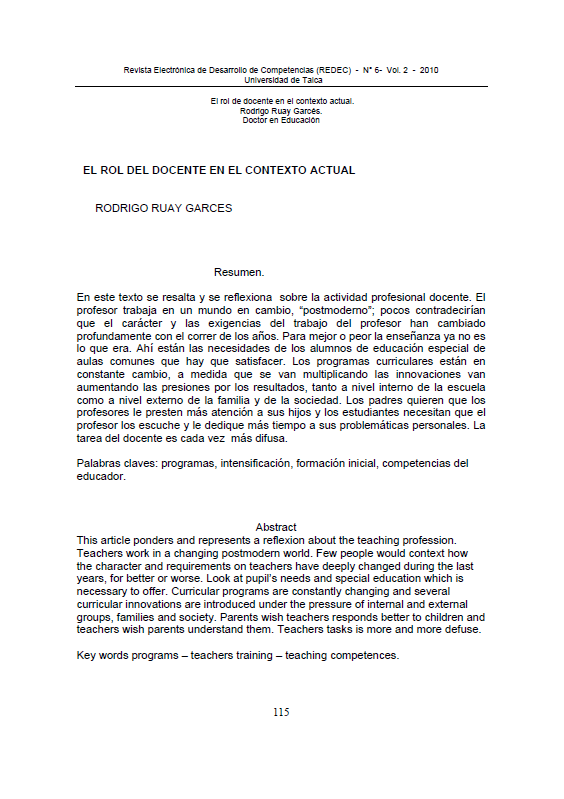 Revista Electrónica de Desarrollo de Competencias (REDEC) - N° 6- Vol. 2 - 2010
Universidad de Talca
El rol de docente en el contexto actual.
Rodrigo Ruay Garcés.
Doctor en Educación
EL ROL DEL DOCENTE EN EL CONTEXTO ACTUAL
RODRIGO RUAY GARCES
Resumen.
En este texto se resalta y se reflexiona sobre la actividad profesional docente. El
profesor trabaja en un mundo en cambio, “postmoderno”; pocos contradecirían
que el carácter y las exigencias del trabajo del profesor han cambiado
profundamente con el correr de los años. Para mejor o peor la enseñanza ya no es
lo que era. Ahí están las necesidades de los alumnos de educación especial de
aulas comunes que hay que satisfacer. Los programas curriculares están en
constante cambio, a medida que se van multiplicando las innovaciones van
aumentando las presiones por los resultados, tanto a nivel interno de la escuela
como a nivel externo de la familia y de la sociedad. Los padres quieren que los
profesores le presten más atención a sus hijos y los estudiantes necesitan que el
profesor los escuche y le dedique más tiempo a sus problemáticas personales. La
tarea del docente es cada vez más difusa.
Palabras claves: programas, intensificación, formación inicial, competencias del
educador.
Abstract
This article ponders and represents a reflexion about the teaching profession.
Teachers work in a changing postmodern world. Few people would context how
the character and requirements on teachers have deeply changed during the last
years, for better or worse. Look at pupil’s needs and special education which is
necessary to offer. Curricular programs are constantly changing and several
curricular innovations are introduced under the pressure of internal and external
groups, families and society. Parents wish teachers responds better to children and
teachers wish parents understand them. Teachers tasks is more and more defuse.
Key words programs – teachers training – teaching competences.
115